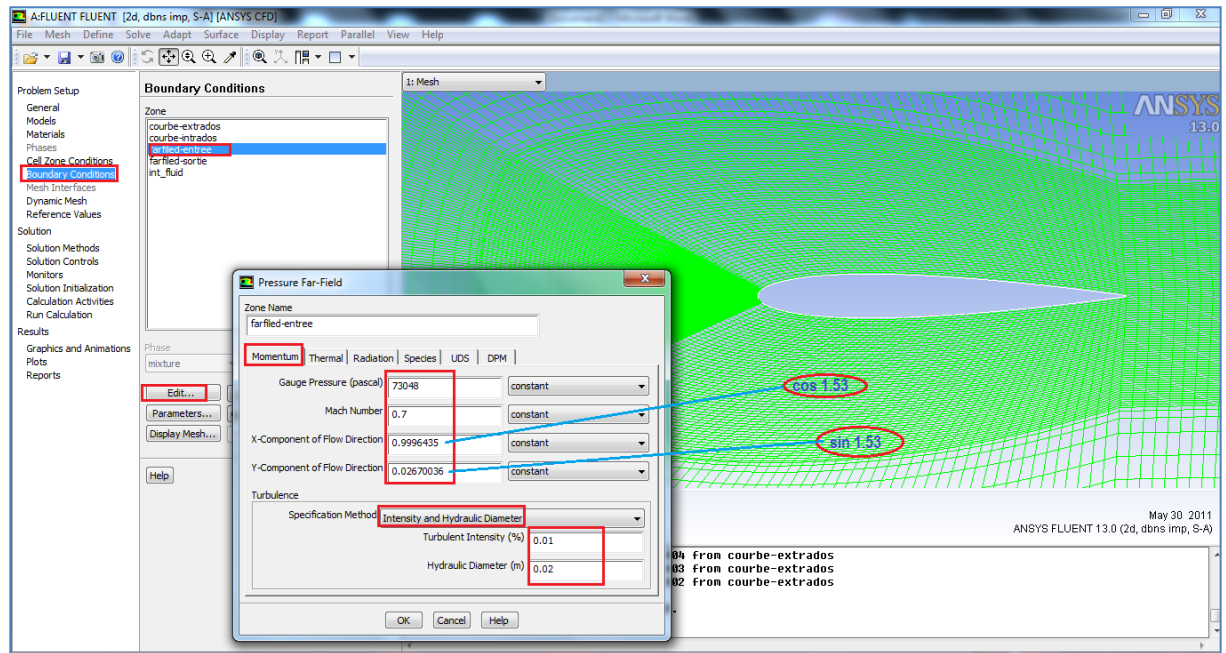 A:FLUENT FLUENT [2d, dbns imp, S-A] [ANSYS CFD]
File Mesh Define Solve Adapt Surface Display Report Parallel View Help
Problem Setup
General
Models
Materials
Phases
Cell Zone Conditions
Boundary Conditions
Mesh Interfaces
Dynamic Mesh
Reference Values
Solution
Solution Methods
Solution Controls
Monitors
Solution Initialization
Calculation Activities
Run Calculation
Results
Graphics and Animations
Plots
Reports
Boundary Conditions
Zone
courbe-extrados
courbe-intrados
farfiled-entree
farfiled-sortie
int_fluid
Phase
mixture
Edit...
Parameters...
Display Mesh...
Help
1: Mesh
ANSYS
13.0
Pressure Far-Field
Zone Name
farfiled-entree
Momentum Thermal Radiation Species UDS DPM
Gauge Pressure (pascal) 73048 constant
Mach Number 0.7 constant
X-Component of Flow Direction 0.9996435 constant
Y-Component of Flow Direction 0.02670036 constant
Turbulence
Specification Method Intensity and Hydraulic Diameter
Turbulent Intensity (%) 0.01
Hydraulic Diameter (m) 0.02
OK Cancel Help
cos 1.53
sin 1.53
May 30 2011
ANSYS FLUENT 13.0 (2d, dbns imp, S-A)
04 from courbe-extrados
03 from courbe-extrados
02 from courbe-extrados